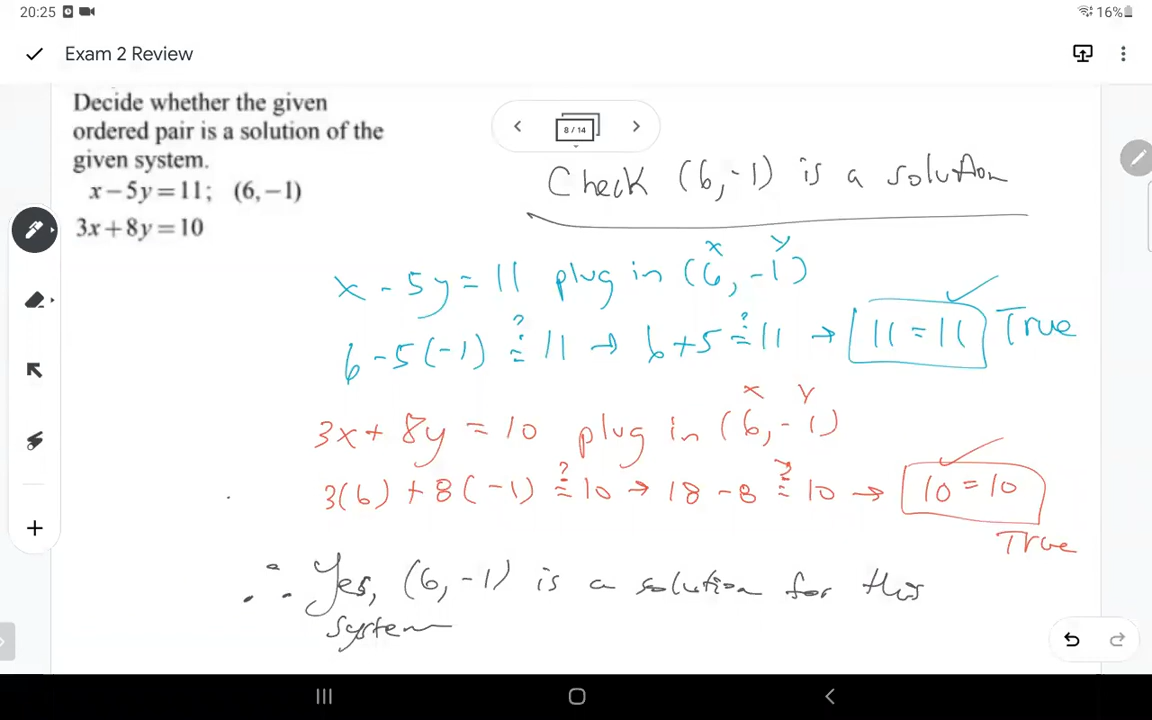 20:25
16%
Exam 2 Review
Decide whether the given
ordered pair is a solution of the
given system.
x − 5y = 11; (6, −1)
3x + 8y = 10
8 / 14
Check (6, -1) is a solution
x y
x - 5y = 11 plug in (6, -1)
6 - 5(-1) ≟ 11 → 6 + 5 ≟ 11 → 11 = 11 ✓ True
x y
3x + 8y = 10 plug in (6, -1)
3(6) + 8(-1) ≟ 10 → 18 - 8 ≟ 10 → 10 = 10 ✓
True
∴ Yes, (6, -1) is a solution for this
system